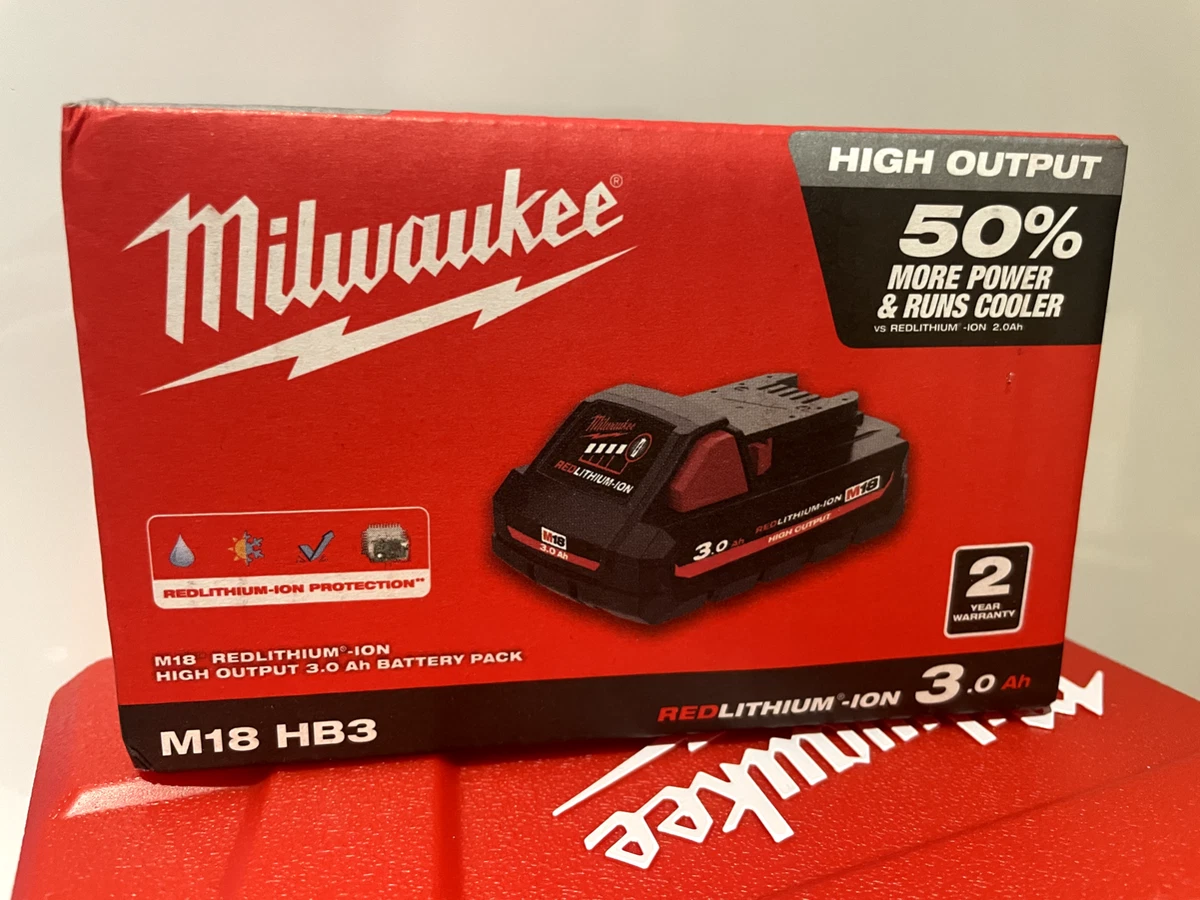 Milwaukee®
HIGH OUTPUT
50%
MORE POWER
& RUNS COOLER
VS REDLITHIUM™-ION 2.0Ah
Milwaukee
REDLITHIUM-ION
M18
3.0 Ah
REDLITHIUM-ION M18
HIGH OUTPUT
3.0 Ah
REDLITHIUM-ION PROTECTION**
2
YEAR
WARRANTY
M18™ REDLITHIUM®-ION
HIGH OUTPUT 3.0 Ah BATTERY PACK
M18 HB3
REDLITHIUM®-ION 3.0 Ah
Milwaukee